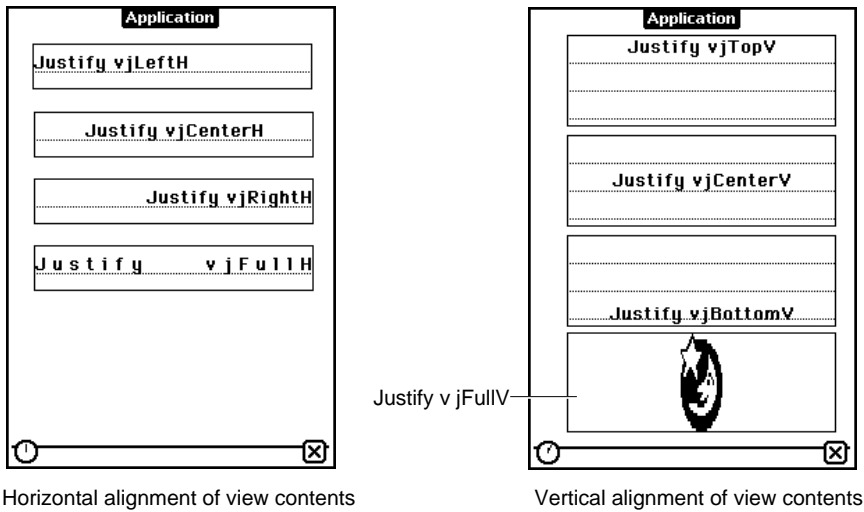 Application
Justify vjLeftH
Justify vjCenterH
Justify vjRightH
Justify vjFullH
Horizontal alignment of view contents
Application
Justify vjTopV
Justify vjCenterV
Justify vjBottomV
Justify v jFullV
Vertical alignment of view contents